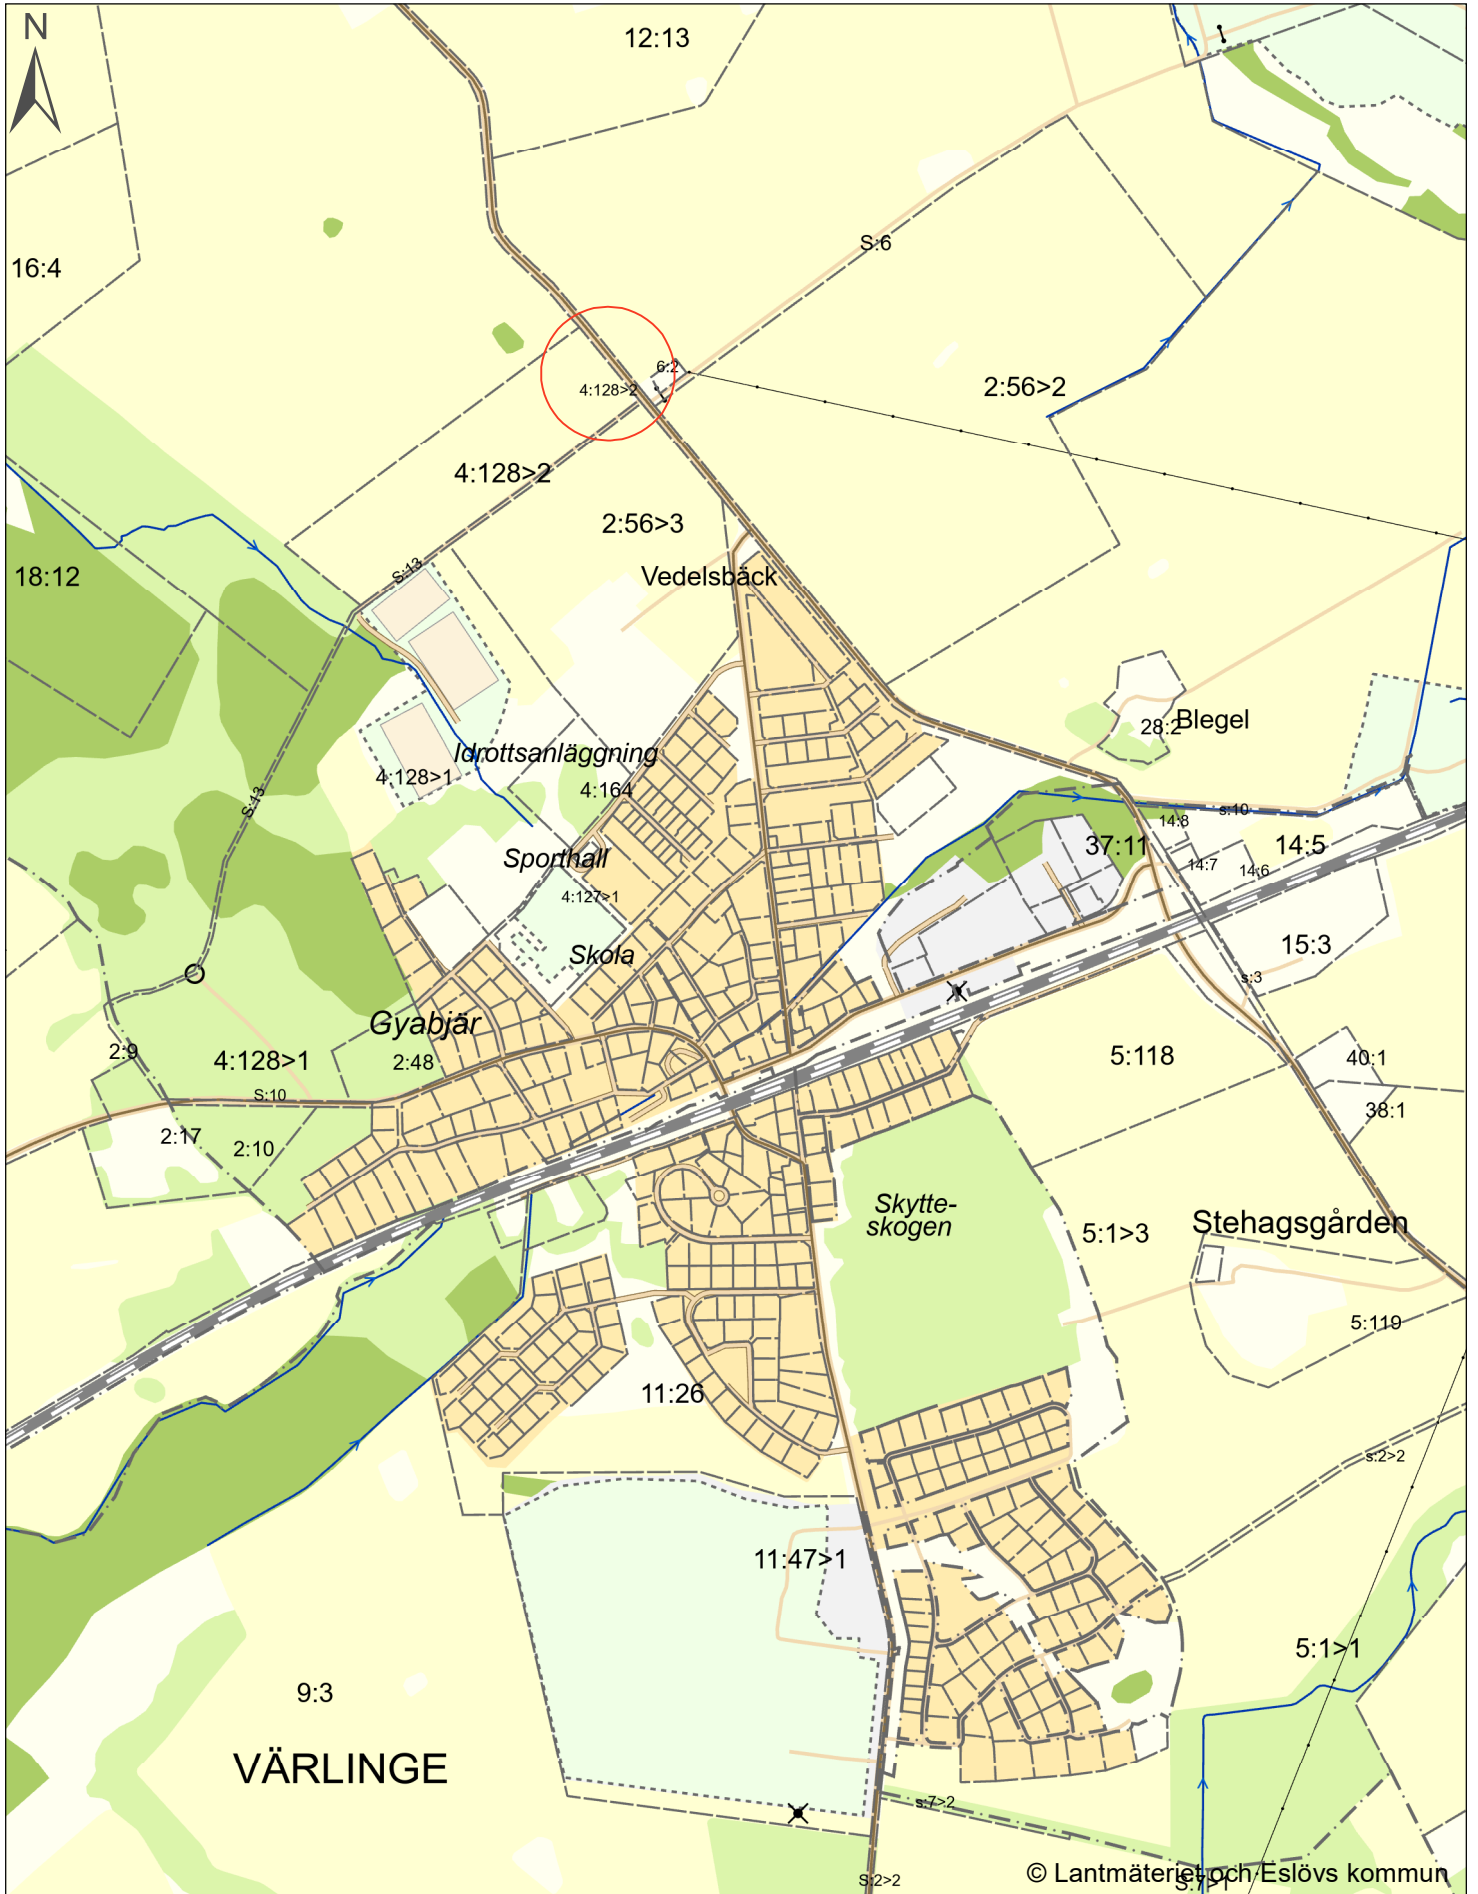 N
12:13
S:6
16:4
6:2
4:128>2
2:56>2
4:128>2
2:56>3
S:13
18:12
Vedelsbäck
28:2
Blegel
Idrottsanläggning
4:128>1
4:164
S:13
s:10
14:8
37:11
14:5
Sporthall
14:7
14:6
4:127>1
15:3
Skola
s:3
Gyabjär
2:9
4:128>1
2:48
5:118
40:1
S:10
38:1
2:17
2:10
Skytte-
skogen
Stehagsgården
5:1>3
5:119
11:26
s:2>2
11:47>1
5:1>1
9:3
VÄRLINGE
s:7>2
© Lantmäteriet och Eslövs kommun
S:2>2
S:7>1